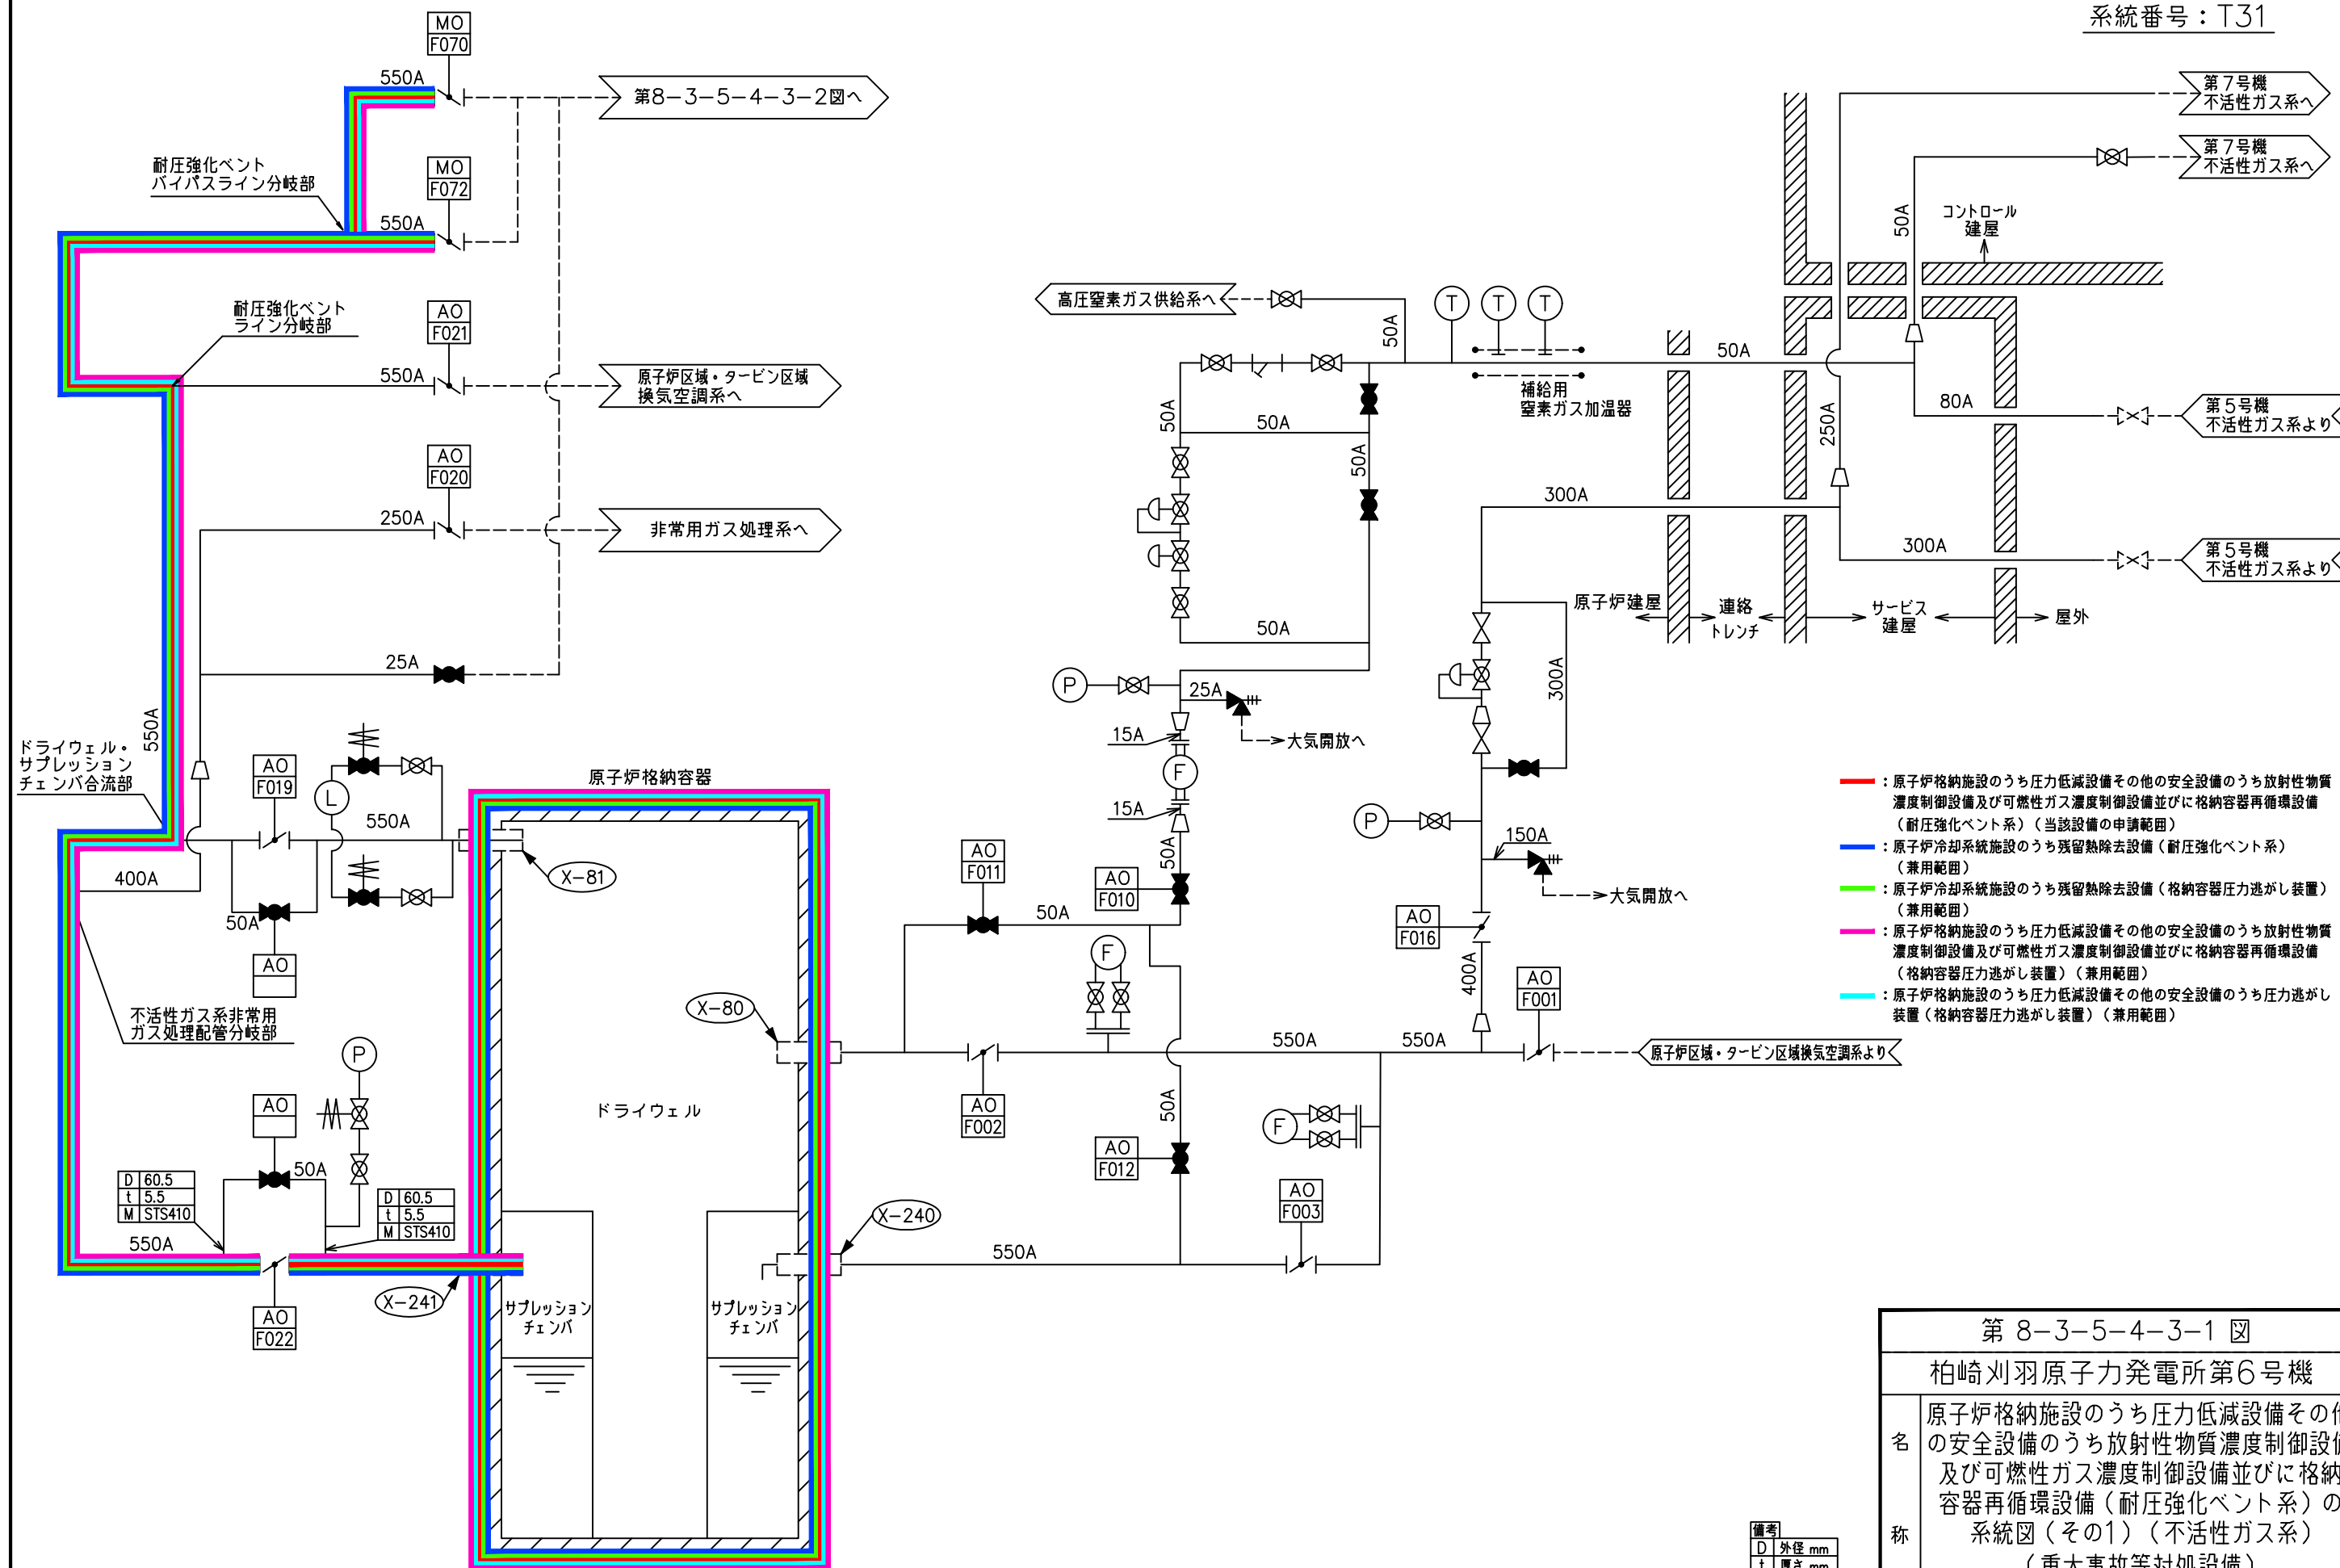 系統番号：T31
MO
F070
550A
第8-3-5-4-3-2図へ
第7号機
不活性ガス系へ
耐圧強化ベント
バイパスライン分岐部
MO
F072
550A
第7号機
不活性ガス系へ
50A
コントロール
建屋
耐圧強化ベント
ライン分岐部
AO
F021
550A
原子炉区域・タービン区域
換気空調系へ
高圧窒素ガス供給系へ
50A
T
T
T
50A
補給用
窒素ガス加温器
80A
第5号機
不活性ガス系より
250A
50A
50A
50A
AO
F020
250A
非常用ガス処理系へ
300A
300A
第5号機
不活性ガス系より
原子炉建屋
連絡
トレンチ
サービス
建屋
屋外
50A
25A
P
25A
大気開放へ
15A
F
15A
50A
300A
550A
ドライウェル・
サプレッション
チェンバ合流部
AO
F019
L
550A
原子炉格納容器
X-81
400A
50A
AO
不活性ガス系非常用
ガス処理配管分岐部
P
150A
大気開放へ
AO
F011
AO
F010
50A
AO
F016
400A
F
X-80
AO
F001
550A
550A
原子炉区域・タービン区域換気空調系より
：原子炉格納施設のうち圧力低減設備その他の安全設備のうち放射性物質
濃度制御設備及び可燃性ガス濃度制御設備並びに格納容器再循環設備
（耐圧強化ベント系）（当該設備の申請範囲）
：原子炉冷却系統施設のうち残留熱除去設備（耐圧強化ベント系）
（兼用範囲）
：原子炉冷却系統施設のうち残留熱除去設備（格納容器圧力逃がし装置）
（兼用範囲）
：原子炉格納施設のうち圧力低減設備その他の安全設備のうち放射性物質
濃度制御設備及び可燃性ガス濃度制御設備並びに格納容器再循環設備
（格納容器圧力逃がし装置）（兼用範囲）
：原子炉格納施設のうち圧力低減設備その他の安全設備のうち圧力逃がし
装置（格納容器圧力逃がし装置）（兼用範囲）
P
AO
50A
D 60.5
t 5.5
M STS410
D 60.5
t 5.5
M STS410
550A
AO
F022
X-241
ドライウェル
AO
F002
50A
AO
F012
F
AO
F003
X-240
550A
サプレッション
チェンバ
サプレッション
チェンバ
第 8-3-5-4-3-1 図
柏崎刈羽原子力発電所第6号機
名
称
原子炉格納施設のうち圧力低減設備その他
の安全設備のうち放射性物質濃度制御設備
及び可燃性ガス濃度制御設備並びに格納
容器再循環設備（耐圧強化ベント系）の
系統図（その1）（不活性ガス系）
（重大事故等対処設備）
備考
D 外径 mm
t 厚さ mm